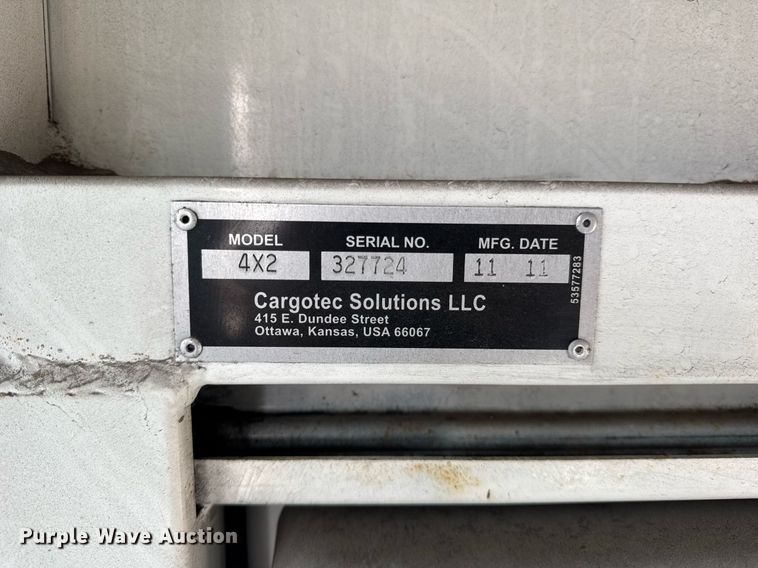 MODEL SERIAL NO. MFG. DATE
4X2 327724 11 11
53577283
Cargotec Solutions LLC
415 E. Dundee Street
Ottawa, Kansas, USA 66067
Purple Wave Auction®